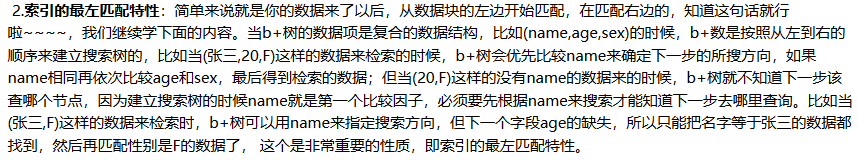 2.索引的最左匹配特性：简单来说就是你的数据来了以后，从数据块的左边开始匹配，在匹配右边的，知道这句话就行
啦~~~~，我们继续学下面的内容。当b+树的数据项是复合的数据结构，比如(name,age,sex)的时候，b+数是按照从左到右的
顺序来建立搜索树的，比如当(张三,20,F)这样的数据来检索的时候，b+树会优先比较name来确定下一步的所搜方向，如果
name相同再依次比较age和sex，最后得到检索的数据；但当(20,F)这样的没有name的数据来的时候，b+树就不知道下一步该
查哪个节点，因为建立搜索树的时候name就是第一个比较因子，必须要先根据name来搜索才能知道下一步去哪里查询。比如当
(张三,F)这样的数据来检索时，b+树可以用name来指定搜索方向，但下一个字段age的缺失，所以只能把名字等于张三的数据都
找到，然后再匹配性别是F的数据了， 这个是非常重要的性质，即索引的最左匹配特性。